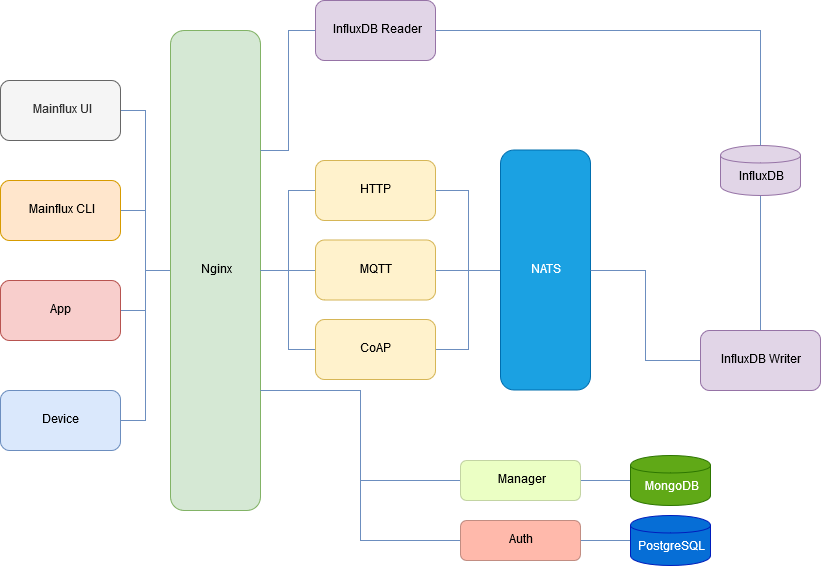 InfluxDB Reader
Mainflux UI
InfluxDB
HTTP
Mainflux CLI
Nginx
MQTT
NATS
App
CoAP
InfluxDB Writer
Device
Manager
MongoDB
Auth
PostgreSQL